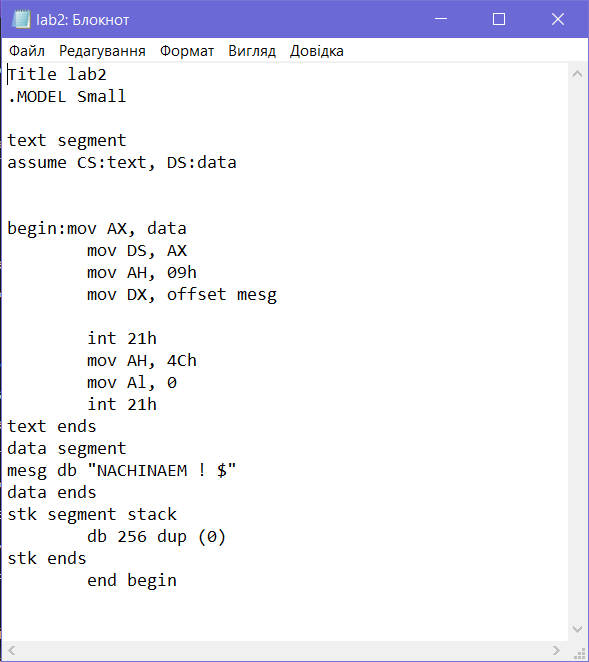 lab2: Блокнот
Файл Редагування Формат Вигляд Довідка
Title lab2
.MODEL Small
text segment
assume CS:text, DS:data
begin:mov AX, data
mov DS, AX
mov AH, 09h
mov DX, offset mesg
int 21h
mov AH, 4Ch
mov Al, 0
int 21h
text ends
data segment
mesg db "NACHINAEM ! $"
data ends
stk segment stack
db 256 dup (0)
stk ends
end begin